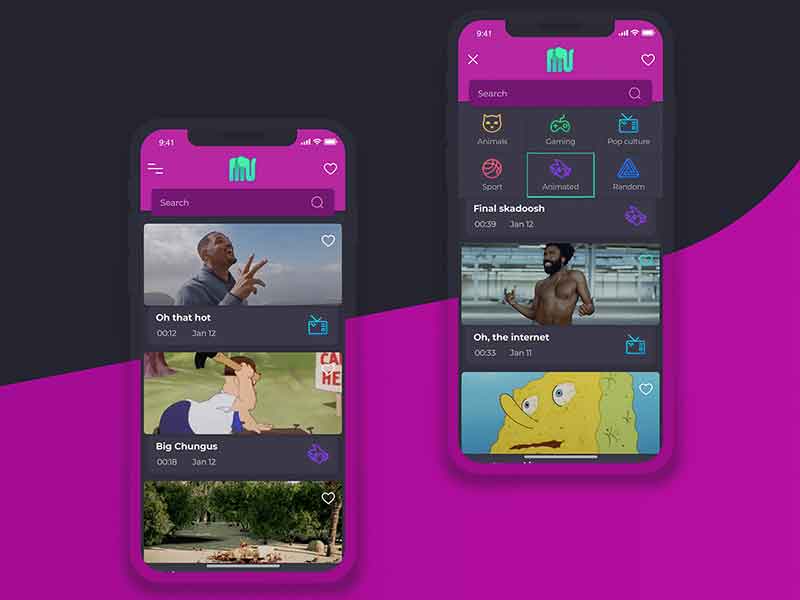 9:41
Search
Oh that hot
00:12 Jan 12
CA
HE
Big Chungus
00:18 Jan 12
9:41
Search
Animals Gaming Pop culture
Sport Animated Random
Final skadoosh
00:39 Jan 12
Oh, the internet
00:33 Jan 11